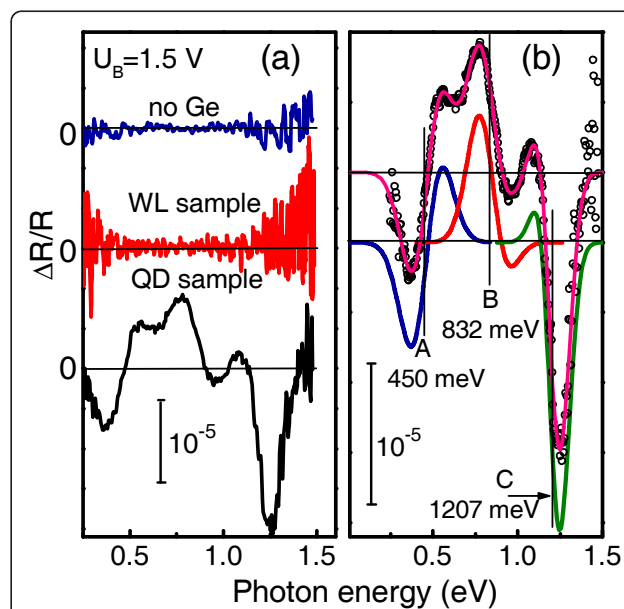 U_B=1.5 V
(a)
no Ge
0
WL sample
0
QD sample
0
10^-5
ΔR/R
0.5 1.0 1.5
(b)
B
A
832 meV
450 meV
10^-5
C
1207 meV
0.5 1.0 1.5
Photon energy (eV)